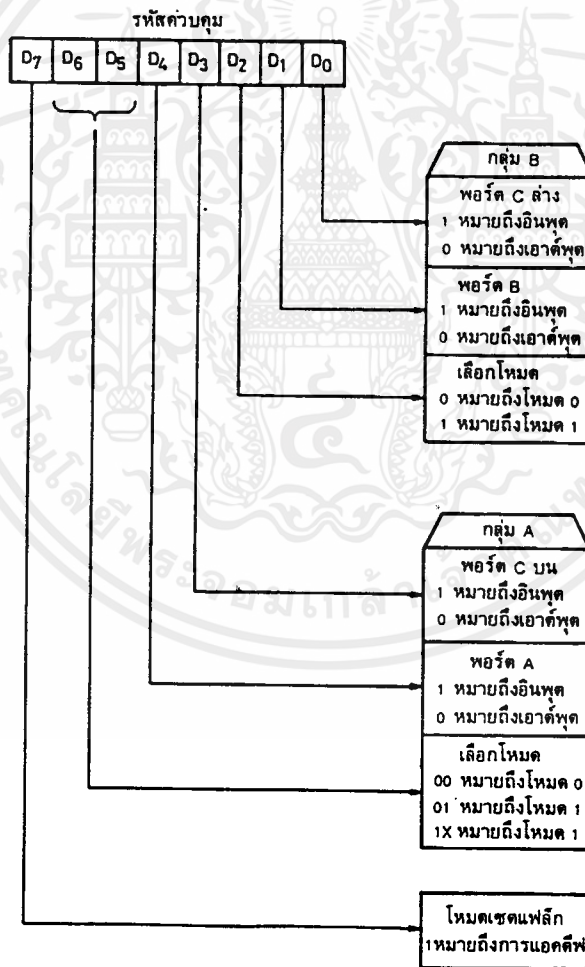 รหัสควบคุม
D7 D6 D5 D4 D3 D2 D1 D0
กลุ่ม B
พอร์ต C ล่าง
1 หมายถึงอินพุต
0 หมายถึงเอาต์พุต
พอร์ต B
1 หมายถึงอินพุต
0 หมายถึงเอาต์พุต
เลือกโหมด
0 หมายถึงโหมด 0
1 หมายถึงโหมด 1
กลุ่ม A
พอร์ต C บน
1 หมายถึงอินพุต
0 หมายถึงเอาต์พุต
พอร์ต A
1 หมายถึงอินพุต
0 หมายถึงเอาต์พุต
เลือกโหมด
00 หมายถึงโหมด 0
01 หมายถึงโหมด 1
1X หมายถึงโหมด 1
โหมดเซตแฟล็ก
1หมายถึงการแอคตีฟ